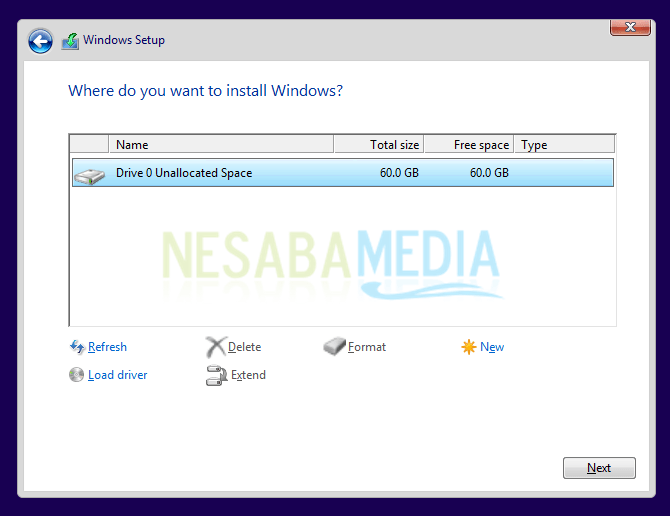 Windows Setup
Where do you want to install Windows?
Name Total size Free space Type
Drive 0 Unallocated Space 60.0 GB 60.0 GB
NESABAMEDIA
Refresh Delete Format New
Load driver Extend
Next